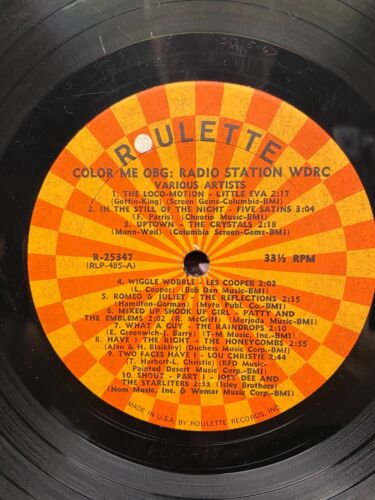 ROULETTE
COLOR ME OBG: RADIO STATION WDRC
VARIOUS ARTISTS
1. THE LOCO-MOTION - LITTLE EVA 2:17
(Goffin-King) (Screen Gems-Columbia-BMI)
2. IN THE STILL OF THE NIGHT - FIVE SATINS 3:04
(F. Parris) (Cheerio Music-BMI)
3. UPTOWN - THE CRYSTALS 2:18
(Mann-Weil) (Columbia Screen Gems-BMI)
R-25347
(RLP-485-A)
33⅓ RPM
4. WIGGLE WOBBLE - LES COOPER 2:03
(L. Cooper) (Bob Dan Music-BMI)
5. ROMEO & JULIET - THE REFLECTIONS 2:15
(Hamilton-Gorman) (Myto Publ. Co.-BMI)
6. MIXED UP SHOOK UP GIRL - PATTY AND
THE EMBLEMS 2:02 (R. McCrift) (Merjoda Music-BMI)
7. WHAT A GUY - THE RAINDROPS 2:10
(E. Greenwich-J. Barry) (T-M Music, Inc.-BMI)
8. HAVE I THE RIGHT - THE HONEYCOMBS 2:55
(Alan & H. Blaikley) (Duchess Music Corp-BMI)
9. TWO FACES HAVE I - LOU CHRISTIE 2:44
(T. Herbert-L. Christie) (RFD Music-
Painted Desert Music Corp.-BMI)
10. SHOUT - PART I - JOEY DEE AND
THE STARLITERS 2:33 (Isley Brothers)
(Nom Music, Inc. & Wemar Music Corp.-BMI)
MADE IN U.S.A. BY ROULETTE RECORDS, INC.